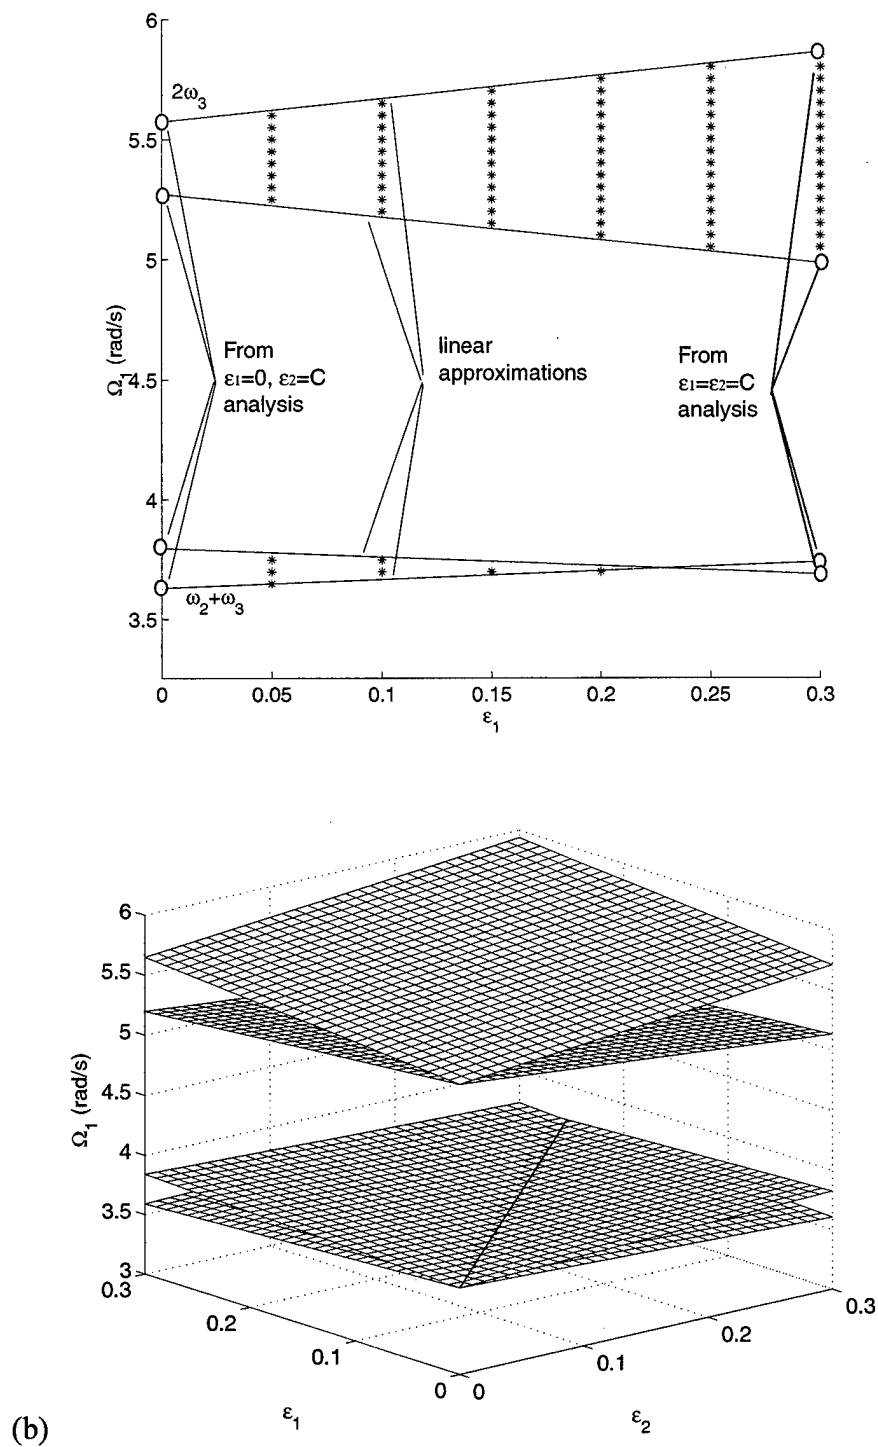 6
2ω₃
5.5
5
Ω₁ (rad/s)
From
ε₁=0, ε₂=C
analysis
linear
approximations
From
ε₁=ε₂=C
analysis
4.5
4
ω₂+ω₃
3.5
0 0.05 0.1 0.15 0.2 0.25 0.3
ε₁
6
5.5
5
4.5
4
3.5
3
Ω₁ (rad/s)
0.3
0.2
0.1
0
0
0.1
0.2
0.3
ε₁
ε₂
(b)